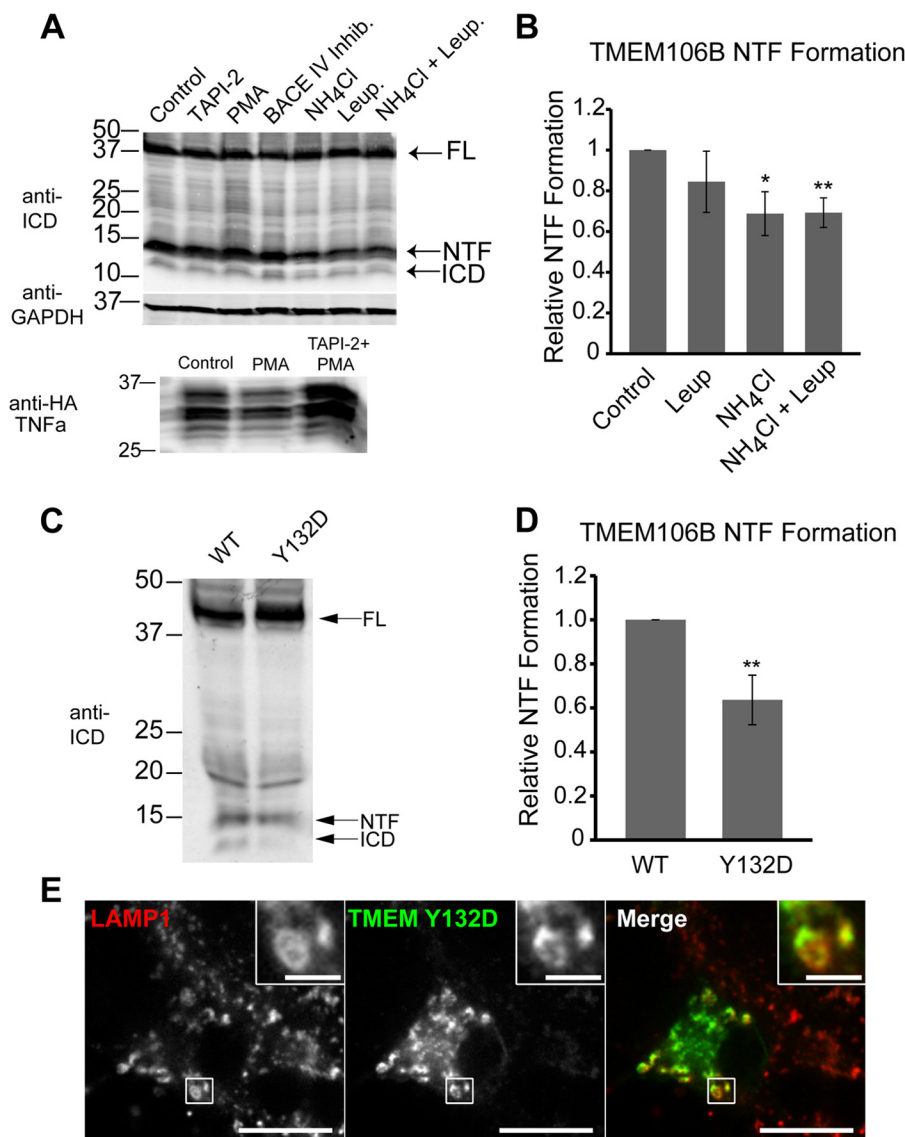 A
Control
TAPI-2
PMA
BACE IV Inhib.
NH4Cl
Leup.
NH4Cl + Leup.
50
37
25
20
15
10
37
anti-
ICD
FL
NTF
ICD
anti-
GAPDH
Control
PMA
TAPI-2+
PMA
37
25
anti-HA
TNFa
B
TMEM106B NTF Formation
Relative NTF Formation
1.2
1
0.8
0.6
0.4
0.2
0
*
**
Control
Leup
NH4Cl
NH4Cl + Leup
C
WT
Y132D
50
37
25
20
15
anti-
ICD
FL
NTF
ICD
D
TMEM106B NTF Formation
Relative NTF Formation
1.2
1.0
0.8
0.6
0.4
0.2
0
**
WT
Y132D
E
LAMP1
TMEM Y132D
Merge